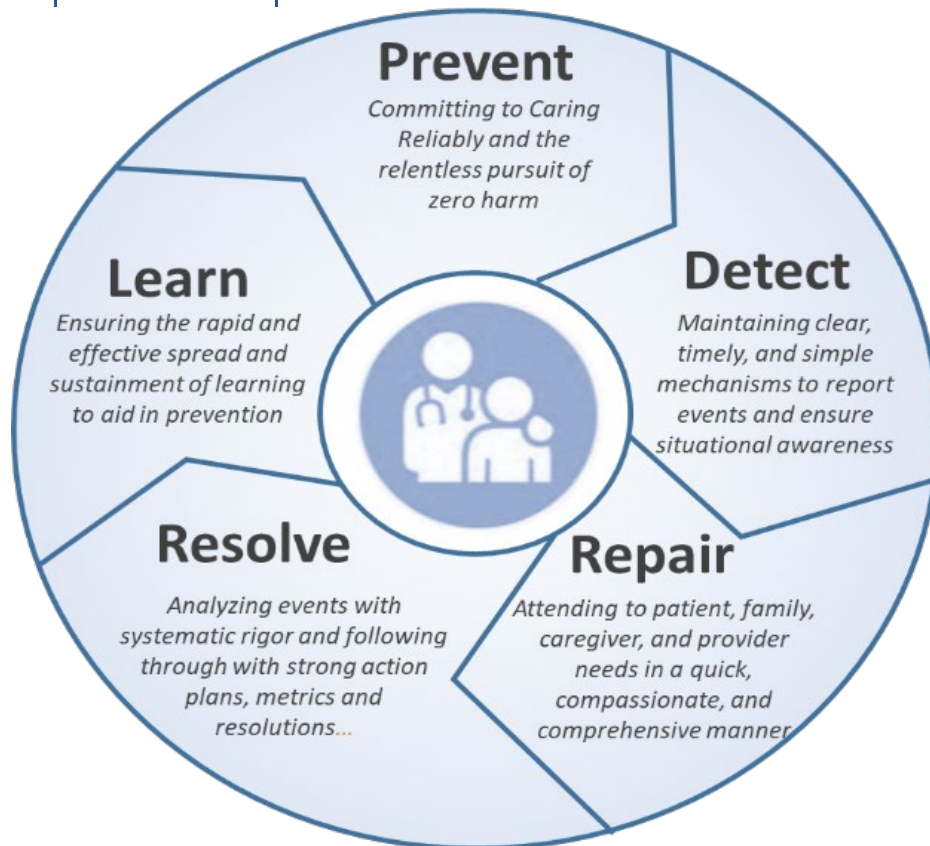 Prevent
Committing to Caring
Reliably and the
relentless pursuit of
zero harm
Detect
Maintaining clear,
timely, and simple
mechanisms to report
events and ensure
situational awareness
Repair
Attending to patient, family,
caregiver, and provider
needs in a quick,
compassionate, and
comprehensive manner
Resolve
Analyzing events with
systematic rigor and following
through with strong action
plans, metrics and
resolutions...
Learn
Ensuring the rapid and
effective spread and
sustainment of learning
to aid in prevention